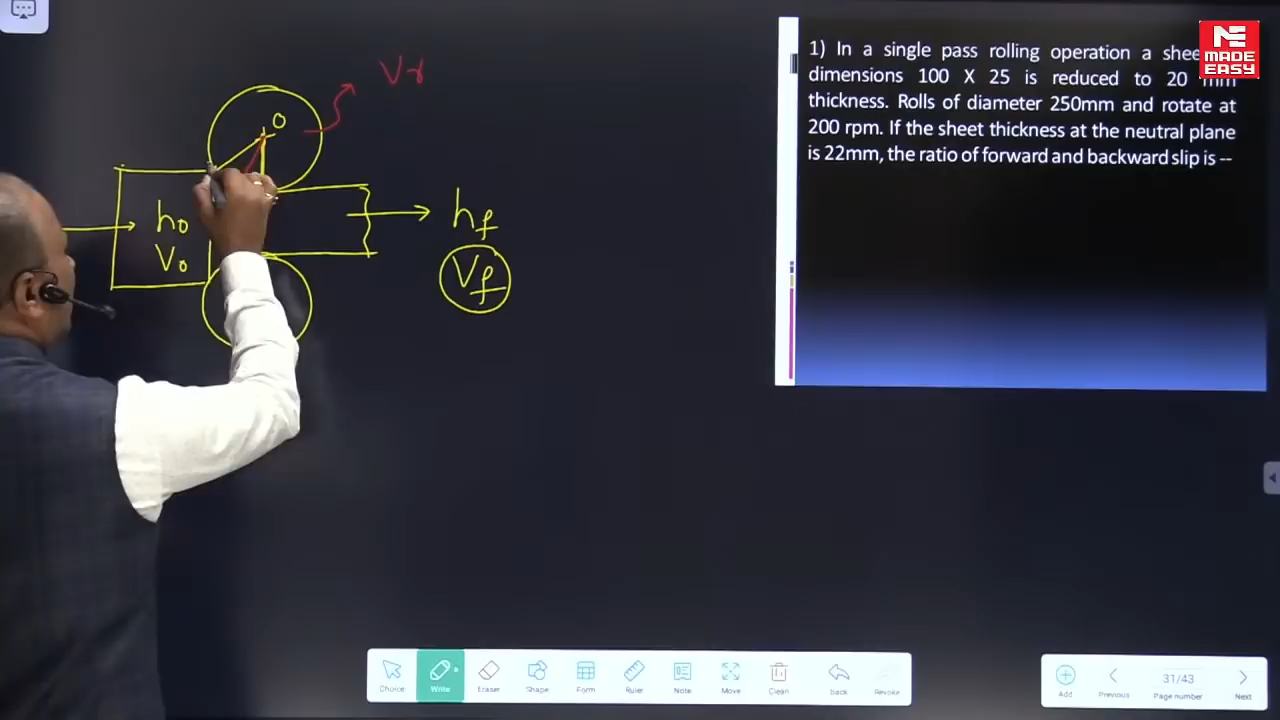 1) In a single pass rolling operation a shee
dimensions 100 X 25 is reduced to 20 mm
thickness. Rolls of diameter 250mm and rotate at
200 rpm. If the sheet thickness at the neutral plane
is 22mm, the ratio of forward and backward slip is --
MADE
EASY
Vr
O
h₀
V₀
hf
Vf
Choice
Write
Eraser
Shape
Form
Ruler
Note
Move
Clean
back
Revoke
Add
Previous
31/43
Page number
Next